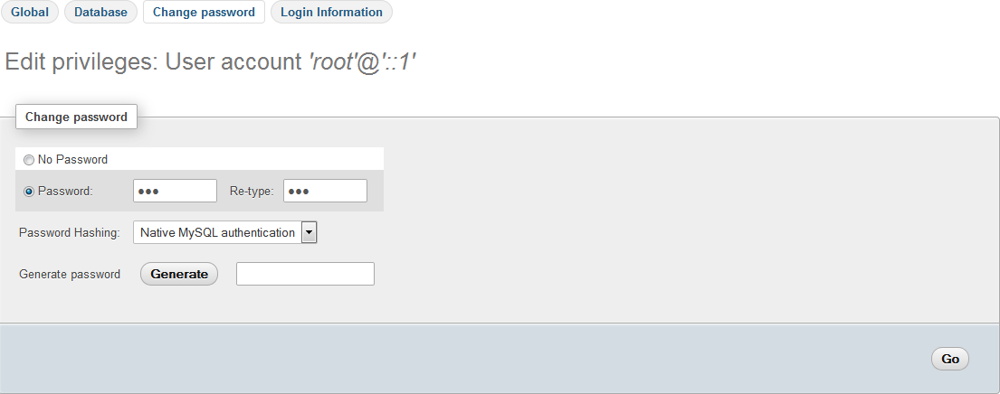 Global Database Change password Login Information
Edit privileges: User account 'root'@'::1'
Change password
No Password
Password: ●●● Re-type: ●●●
Password Hashing: Native MySQL authentication
Generate password Generate
Go